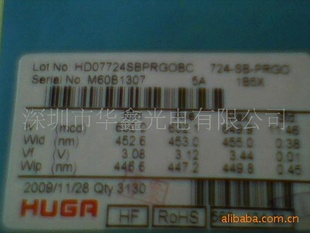 Lot No HD07724SBPRGOBC 724-SB-PRGO
Serial No M60B1307 5A 1B5X
深圳市华鑫光电有限公司
Wld (nm) 452.6 453.0 455.0 0.38
Vf (v) 3.08 3.12 3.44 0.01
Wlp (nm) 446.6 447.2 449.8 0.45
2009/11/28 Qty 3130
HUGA HF RoHS
alibaba.com.cn